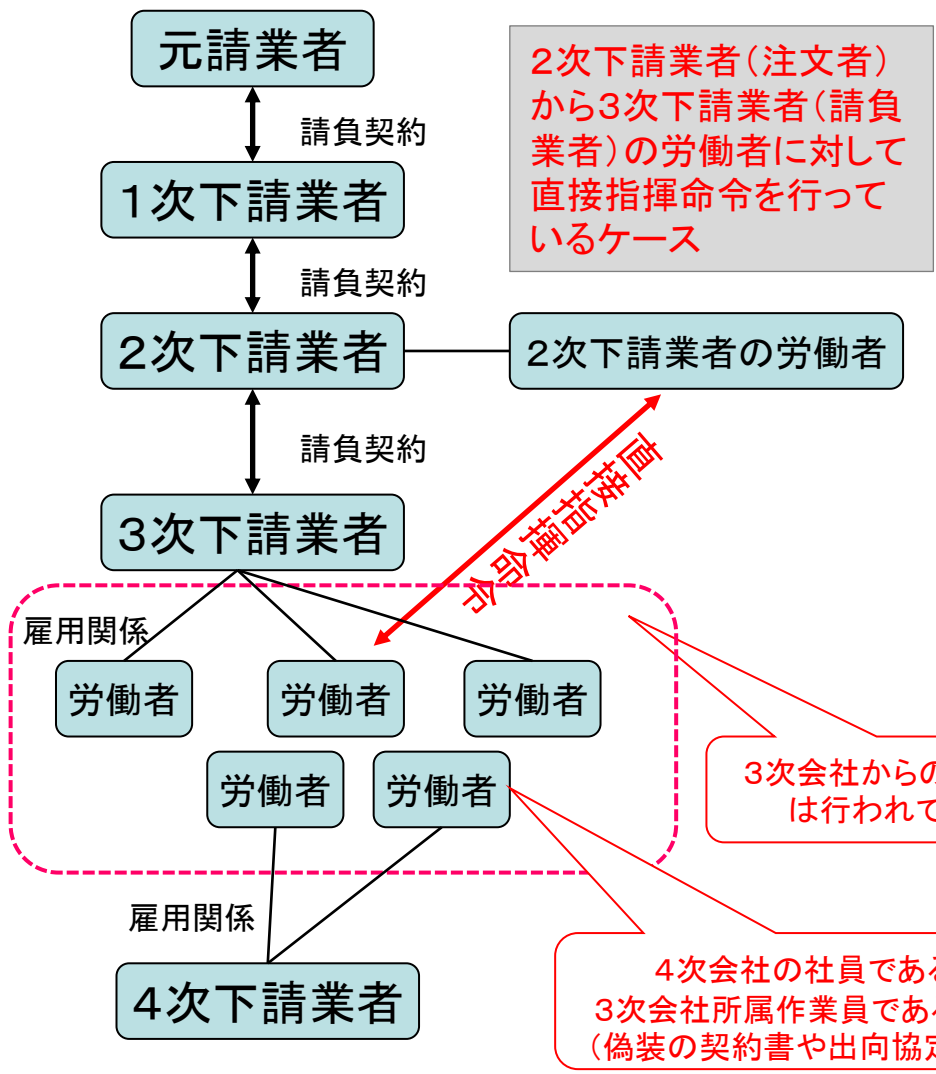 元請業者
2次下請業者(注文者)
から3次下請業者(請負
業者)の労働者に対して
直接指揮命令を行って
いるケース
請負契約
1次下請業者
請負契約
2次下請業者
2次下請業者の労働者
請負契約
直接指揮命令
3次下請業者
雇用関係
労働者
労働者
労働者
労働者
労働者
3次会社からの
は行われて
雇用関係
4次下請業者
4次会社の社員である
3次会社所属作業員であ
(偽装の契約書や出向協定